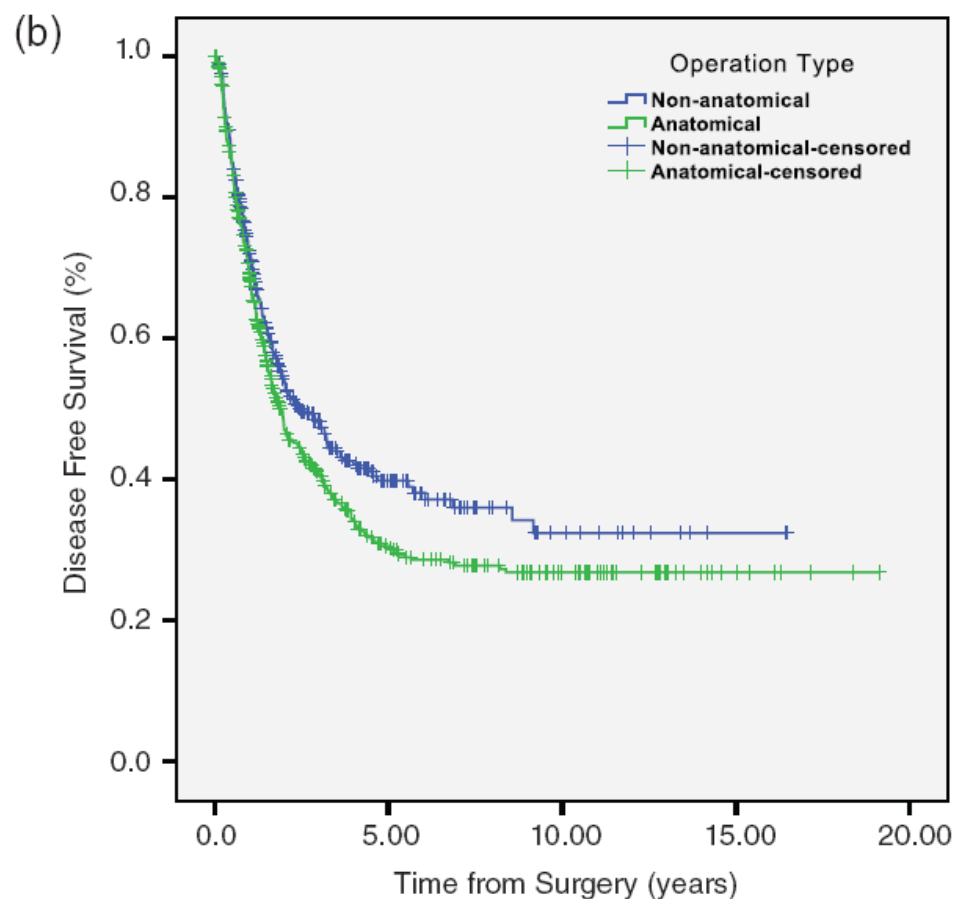 (b)
Operation Type
Non-anatomical
Anatomical
Non-anatomical-censored
Anatomical-censored
Disease Free Survival (%)
1.0
0.8
0.6
0.4
0.2
0.0
0.0 5.00 10.00 15.00 20.00
Time from Surgery (years)